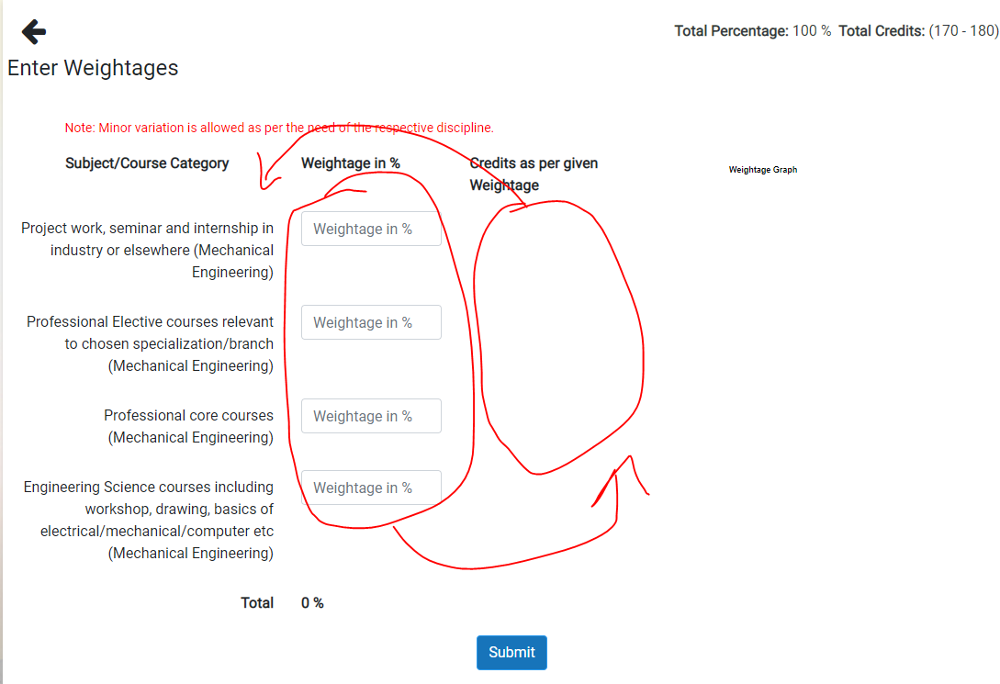 Total Percentage: 100 % Total Credits: (170 - 180)
Enter Weightages
Note: Minor variation is allowed as per the need of the respective discipline.
Subject/Course Category Weightage in % Credits as per given
Weightage
Weightage Graph
Project work, seminar and internship in
industry or elsewhere (Mechanical
Engineering)
Weightage in %
Professional Elective courses relevant
to chosen specialization/branch
(Mechanical Engineering)
Weightage in %
Professional core courses
(Mechanical Engineering)
Weightage in %
Engineering Science courses including
workshop, drawing, basics of
electrical/mechanical/computer etc
(Mechanical Engineering)
Weightage in %
Total 0 %
Submit